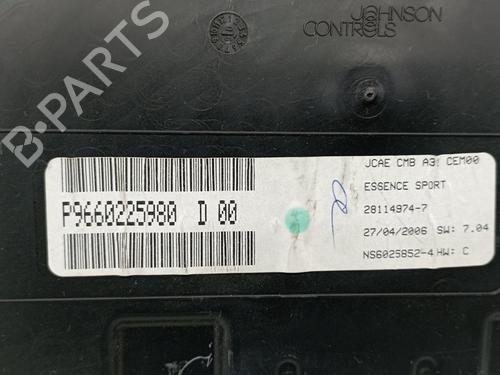 JOHNSON
CONTROLS
B-PARTS
JCAE CMB A3: CEM00
ESSENCE SPORT
P9660225980 D 00
28114974-7
27/04/2006 SW: 7.04
NS6025852-4 HW: C